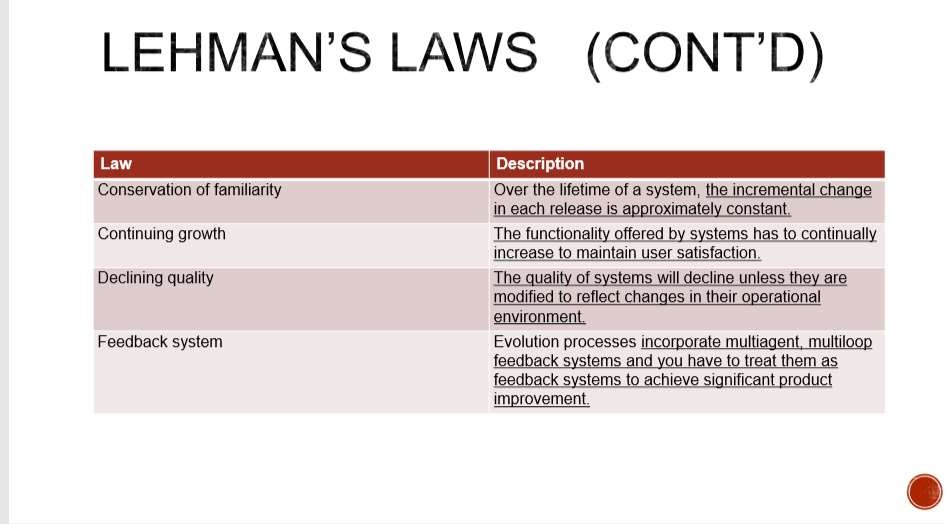 LEHMAN'S LAWS (CONT'D)
Law
Description
Conservation of familiarity
Over the lifetime of a system, the incremental change
in each release is approximately constant.
Continuing growth
The functionality offered by systems has to continually
increase to maintain user satisfaction.
Declining quality
The quality of systems will decline unless they are
modified to reflect changes in their operational
environment.
Feedback system
Evolution processes incorporate multiagent, multiloop
feedback systems and you have to treat them as
feedback systems to achieve significant product
improvement.